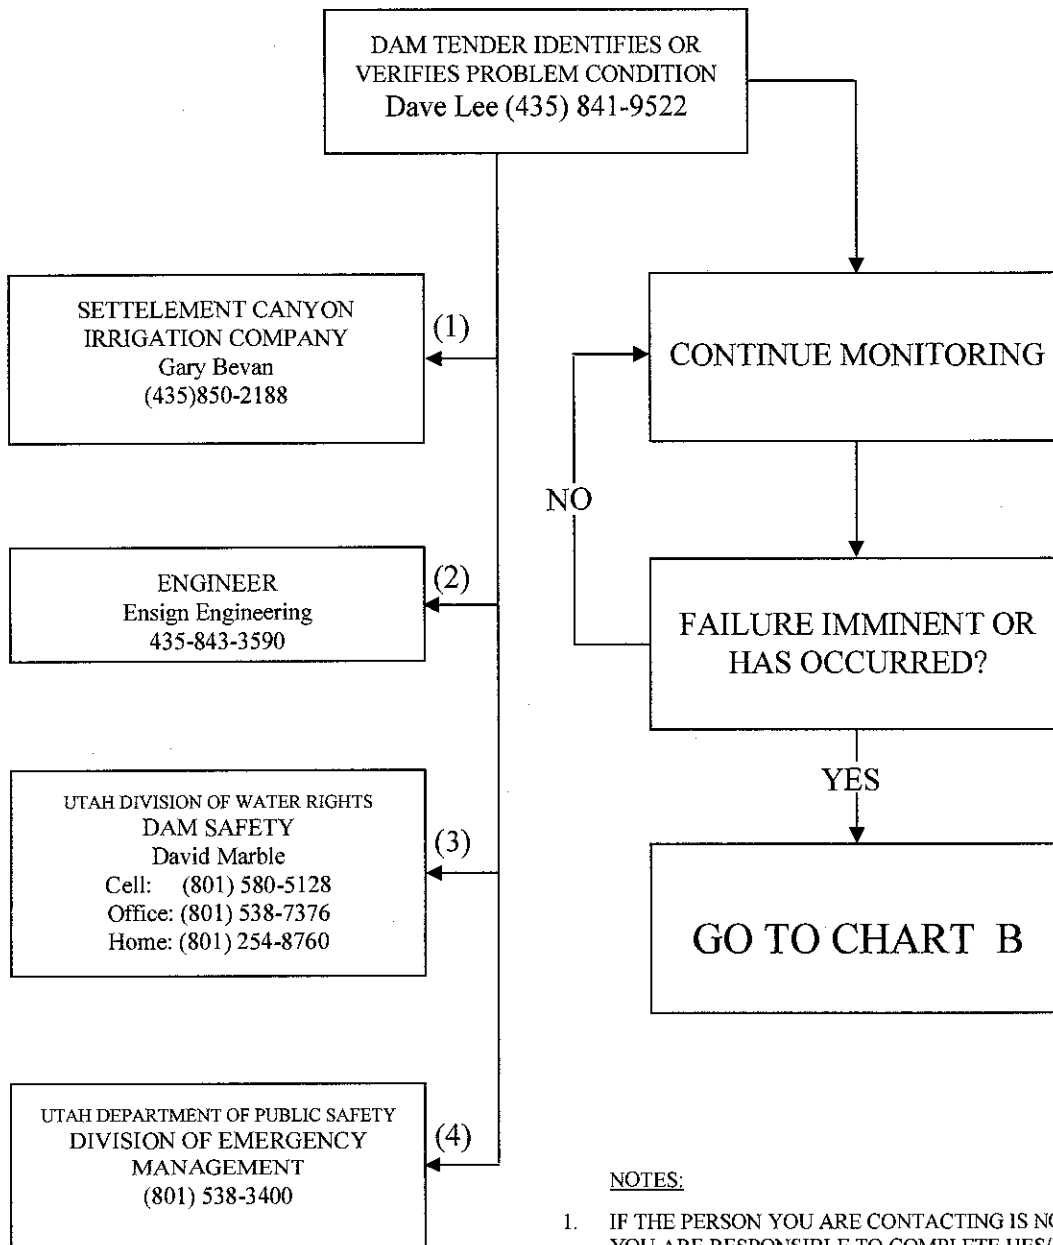 DAM TENDER IDENTIFIES OR
VERIFIES PROBLEM CONDITION
Dave Lee (435) 841-9522
SETTELEMENT CANYON
IRRIGATION COMPANY
Gary Bevan
(435)850-2188
(1)
ENGINEER
Ensign Engineering
435-843-3590
(2)
UTAH DIVISION OF WATER RIGHTS
DAM SAFETY
David Marble
Cell: (801) 580-5128
Office: (801) 538-7376
Home: (801) 254-8760
(3)
UTAH DEPARTMENT OF PUBLIC SAFETY
DIVISION OF EMERGENCY
MANAGEMENT
(801) 538-3400
(4)
CONTINUE MONITORING
NO
FAILURE IMMINENT OR
HAS OCCURRED?
YES
GO TO CHART B
NOTES:
1. IF THE PERSON YOU ARE CONTACTING IS
YOU ARE RESPONSIBLE TO COMPLETE